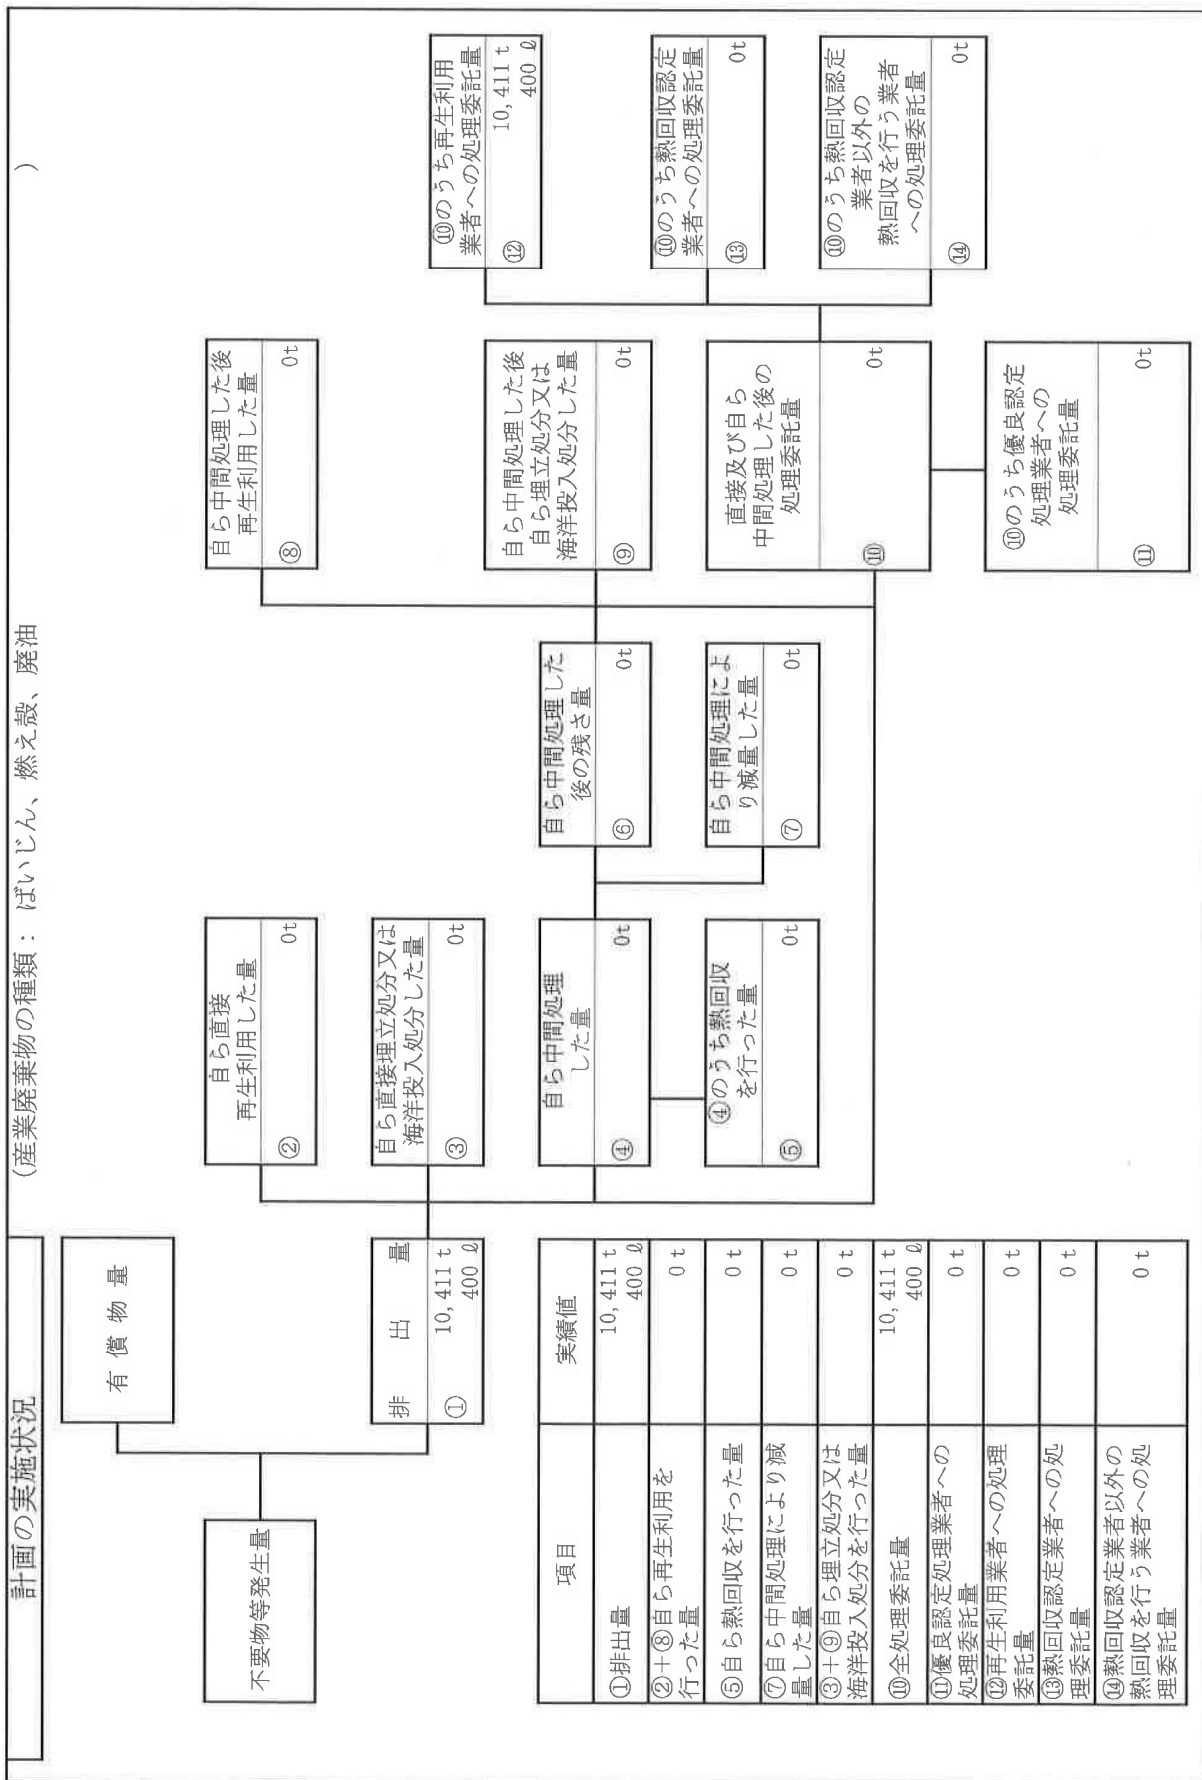 計画の実施状況
(産業廃棄物の種類： ばいじん、燃え殻、廃油 )
不要物等発生量
有償物量
排出量
① 10,411 t
400 ℓ
自ら直接
再生利用した量
② 0t
自ら直接埋立処分又は
海洋投入処分した量
③ 0t
自ら中間処理
した量
④ 0t
④のうち熱回収
を行った量
⑤ 0t
自ら中間処理した
後の残さ量
⑥ 0t
自ら中間処理によ
り減量した量
⑦ 0t
自ら中間処理した後
再生利用した量
⑧ 0t
自ら中間処理した後
自ら埋立処分又は
海洋投入処分した量
⑨ 0t
直接及び自ら
中間処理した後の
処理委託量
⑩ 0t
⑩のうち優良認定
処理業者への
処理委託量
⑪ 0t
⑩のうち再生利用
業者への処理委託量
⑫ 10,411 t
400 ℓ
⑩のうち熱回収認定
業者への処理委託量
⑬ 0t
⑩のうち熱回収認定
業者以外の
熱回収を行う業者
への処理委託量
⑭ 0t
項目 実績値
①排出量 10,411 t
400 ℓ
②＋⑧自ら再生利用を
行った量 0 t
⑤自ら熱回収を行った量 0 t
⑦自ら中間処理により減
量した量 0 t
③＋⑨自ら埋立処分又は
海洋投入処分を行った量 0 t
⑩全処理委託量 10,411 t
400 ℓ
⑪優良認定処理業者への
処理委託量 0 t
⑫再生利用業者への処理
委託量 0 t
⑬熱回収認定業者への処
理委託量 0 t
⑭熱回収認定業者以外の
熱回収を行う業者への処
理委託量 0 t